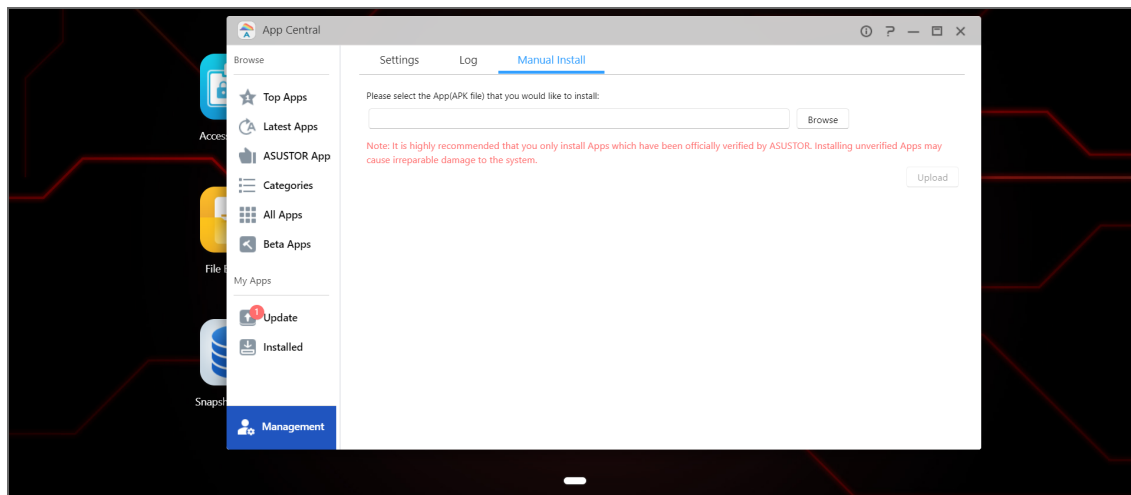 App Central
Browse
Top Apps
Latest Apps
ASUSTOR App
Categories
All Apps
Beta Apps
My Apps
1
Update
Installed
Management
Settings Log Manual Install
Please select the App(APK file) that you would like to install:
Browse
Note: It is highly recommended that you only install Apps which have been officially verified by ASUSTOR. Installing unverified Apps may
cause irreparable damage to the system.
Upload
Acces
File
Snapsh